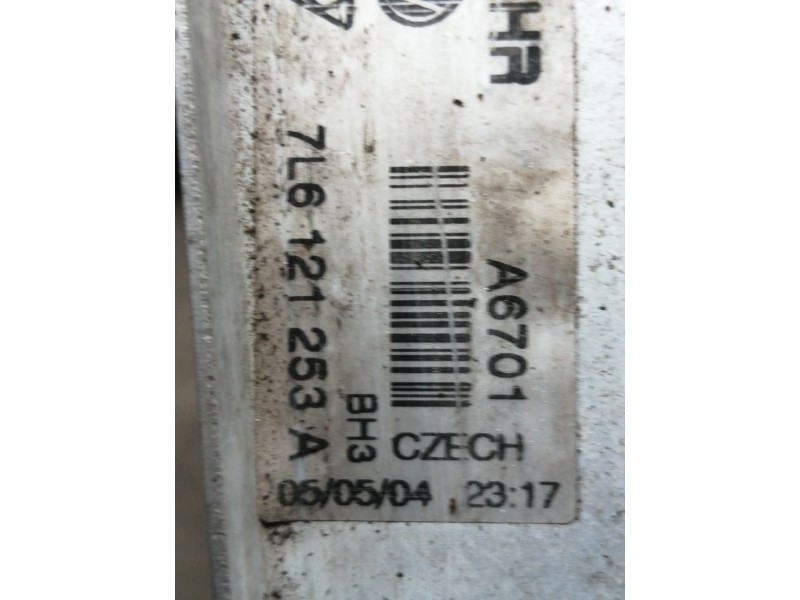 HR
7L6 121 253 A
A6701
BH3
CZECH
05/05/04 23:17